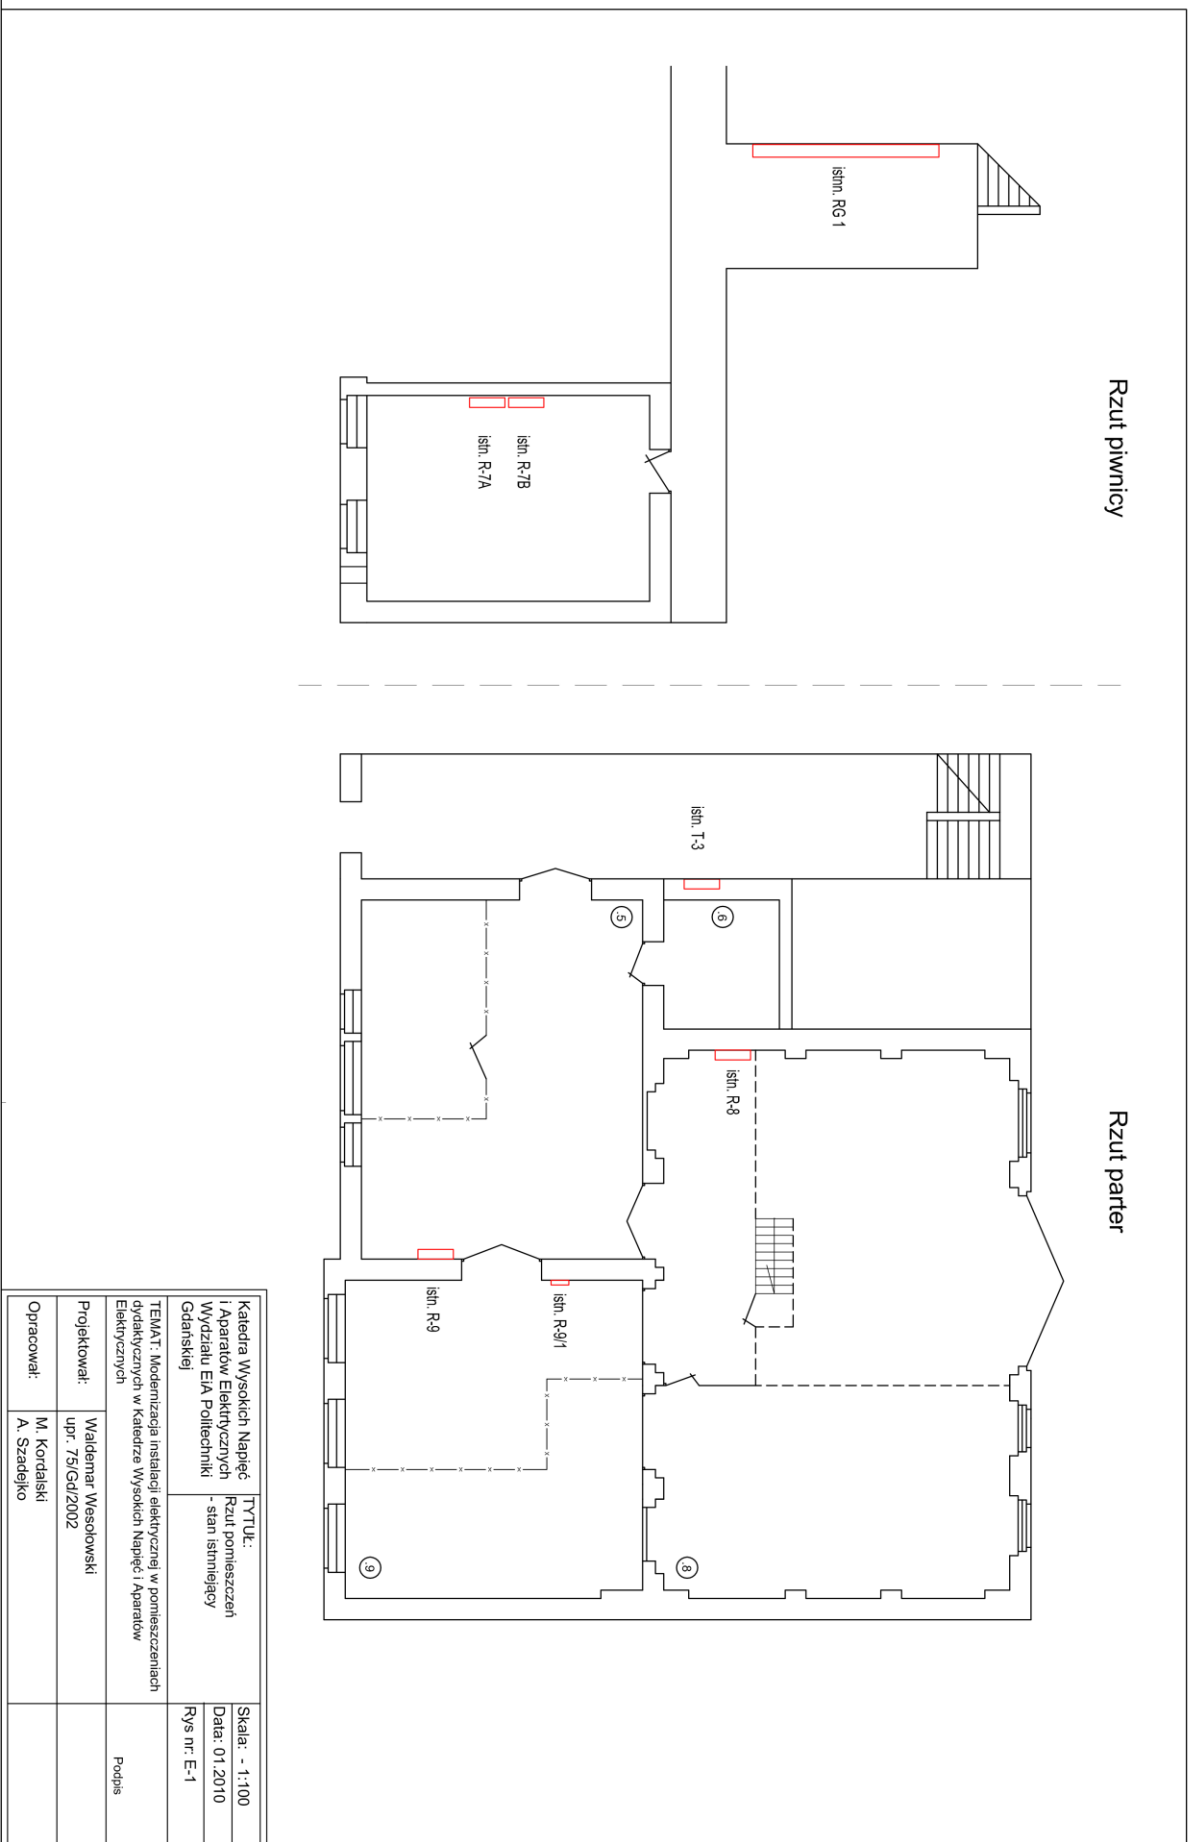 Rzut piwnicy
Rzut parter
istnn. RG 1
istn. R-7B
istn. R-7A
istn. T-3
.6
.5
istn. R-8
istn. R-9/1
istn. R-9
.8
.9
Katedra Wysokich Napięć
i Aparatów Elektrtycznych
Wydziału EiA Politechniki
Gdańskiej
TYTUŁ:
Rzut pomieszczeń
- stan istnniejący
Skala: - 1:100
Data: 01.2010
Rys nr: E-1
TEMAT: Modernizacja instalacji elektrycznej w pomieszczeniach
dydaktycznych w Katedrze Wysokich Napięć i Aparatów
Elektrycznych
Podpis
Projektował:
Waldemar Wesołowski
upr. 75/Gd/2002
Opracował:
M. Kordalski
A. Szadejko